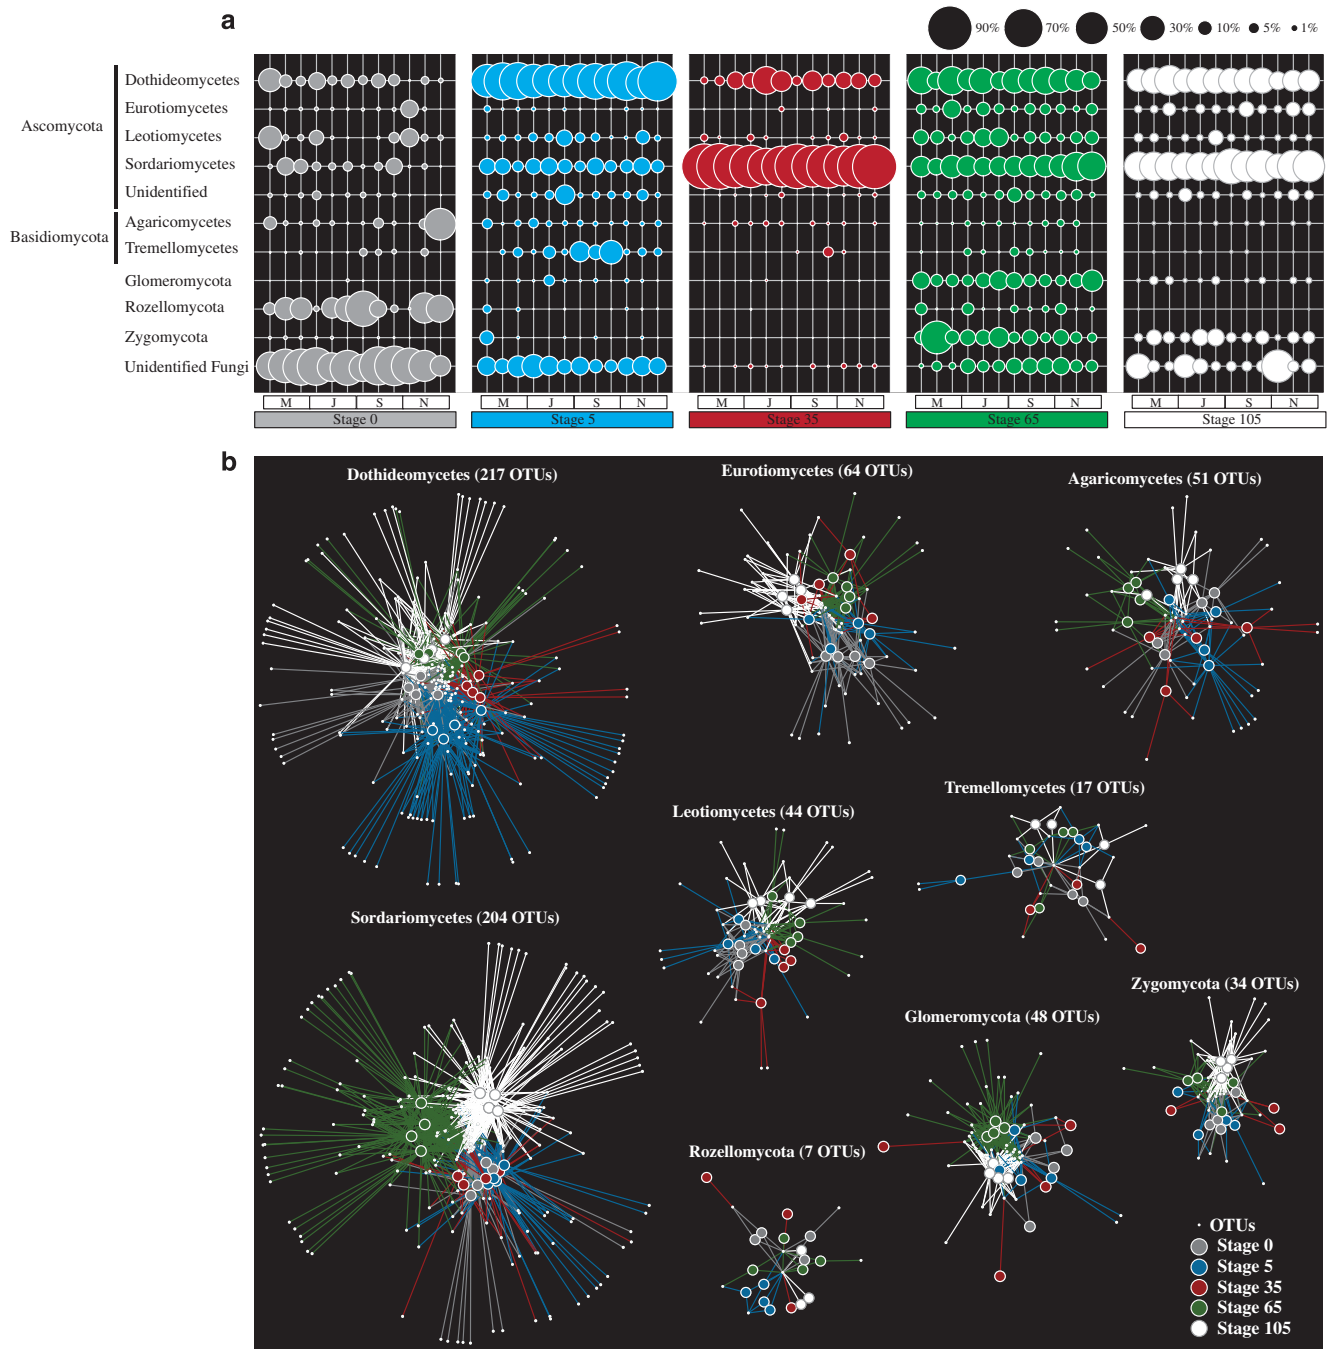 a
90% 70% 50% 30% 10% 5% 1%
Ascomycota
Dothideomycetes
Eurotiomycetes
Leotiomycetes
Sordariomycetes
Unidentified
Basidiomycota
Agaricomycetes
Tremellomycetes
Glomeromycota
Rozellomycota
Zygomycota
Unidentified Fungi
M J S N M J S N M J S N M J S N M J S N
Stage 0 Stage 5 Stage 35 Stage 65 Stage 105
b
Dothideomycetes (217 OTUs)
Eurotiomycetes (64 OTUs)
Agaricomycetes (51 OTUs)
Leotiomycetes (44 OTUs)
Tremellomycetes (17 OTUs)
Sordariomycetes (204 OTUs)
Glomeromycota (48 OTUs)
Zygomycota (34 OTUs)
Rozellomycota (7 OTUs)
OTUs
Stage 0
Stage 5
Stage 35
Stage 65
Stage 105